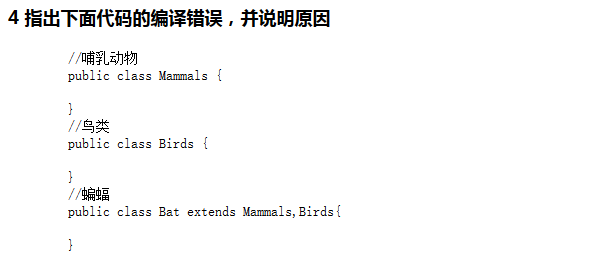 4 指出下面代码的编译错误，并说明原因
//哺乳动物
public class Mammals {
}
//鸟类
public class Birds {
}
//蝙蝠
public class Bat extends Mammals,Birds{
}